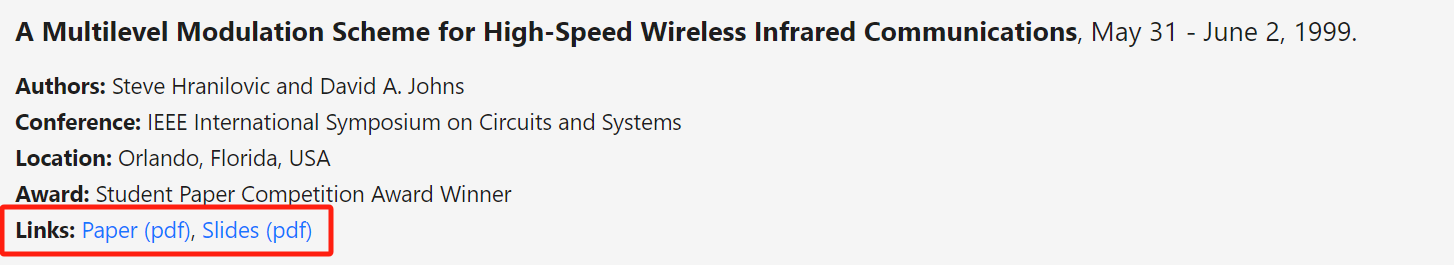 A Multilevel Modulation Scheme for High-Speed Wireless Infrared Communications, May 31 - June 2, 1999.
Authors: Steve Hranilovic and David A. Johns
Conference: IEEE International Symposium on Circuits and Systems
Location: Orlando, Florida, USA
Award: Student Paper Competition Award Winner
Links: Paper (pdf), Slides (pdf)